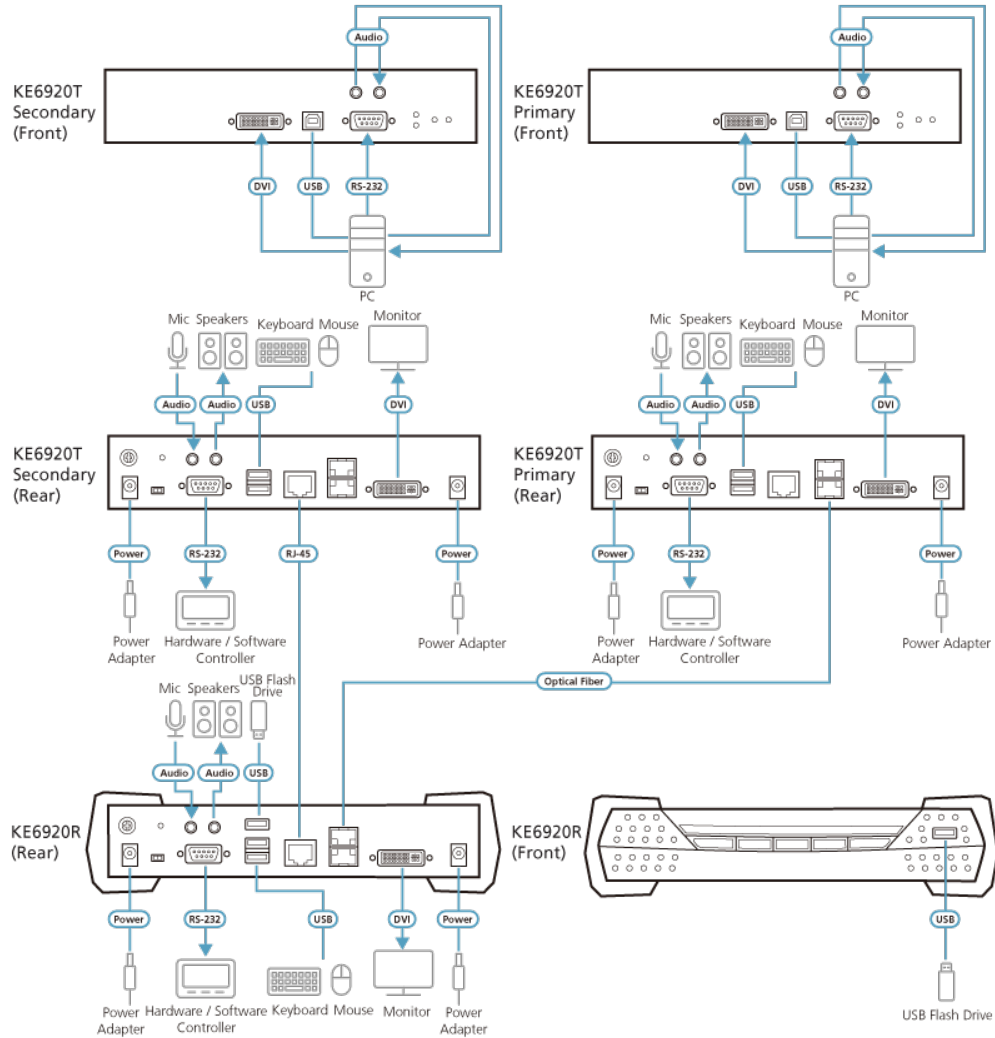 Audio
Audio
KE6920T
Secondary
(Front)
KE6920T
Primary
(Front)
DVI
USB
RS-232
DVI
USB
RS-232
PC
PC
Mic
Speakers
Keyboard
Mouse
Monitor
Mic
Speakers
Keyboard
Mouse
Monitor
Audio
Audio
USB
DVI
Audio
Audio
USB
DVI
KE6920T
Secondary
(Rear)
KE6920T
Primary
(Rear)
Power
RS-232
RJ-45
Power
Power
RS-232
Power
Power
Adapter
Hardware / Software
Controller
Power Adapter
Power
Adapter
Hardware / Software
Controller
Power Adapter
Optical Fiber
Mic
Speakers
USB Flash
Drive
Audio
Audio
USB
KE6920R
(Rear)
KE6920R
(Front)
Power
RS-232
USB
DVI
Power
USB
Power
Adapter
Hardware / Software
Controller
Keyboard
Mouse
Monitor
Power
Adapter
USB Flash Drive